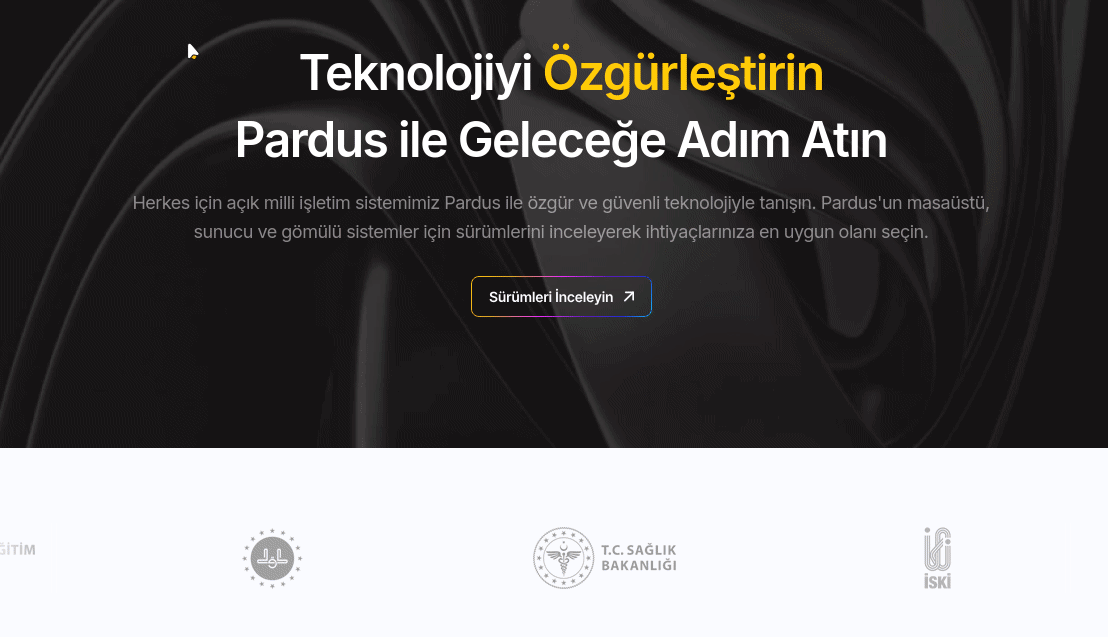 Teknolojiyi Özgürleştirin
Pardus ile Geleceğe Adım Atın
Herkes için açık milli işletim sistemimiz Pardus ile özgür ve güvenli teknolojiyle tanışın. Pardus'un masaüstü,
sunucu ve gömülü sistemler için sürümlerini inceleyerek ihtiyaçlarınıza en uygun olanı seçin.
Sürümleri İnceleyin
ĞİTİM
T.C. SAĞLIK
BAKANLIĞI
İSKİ